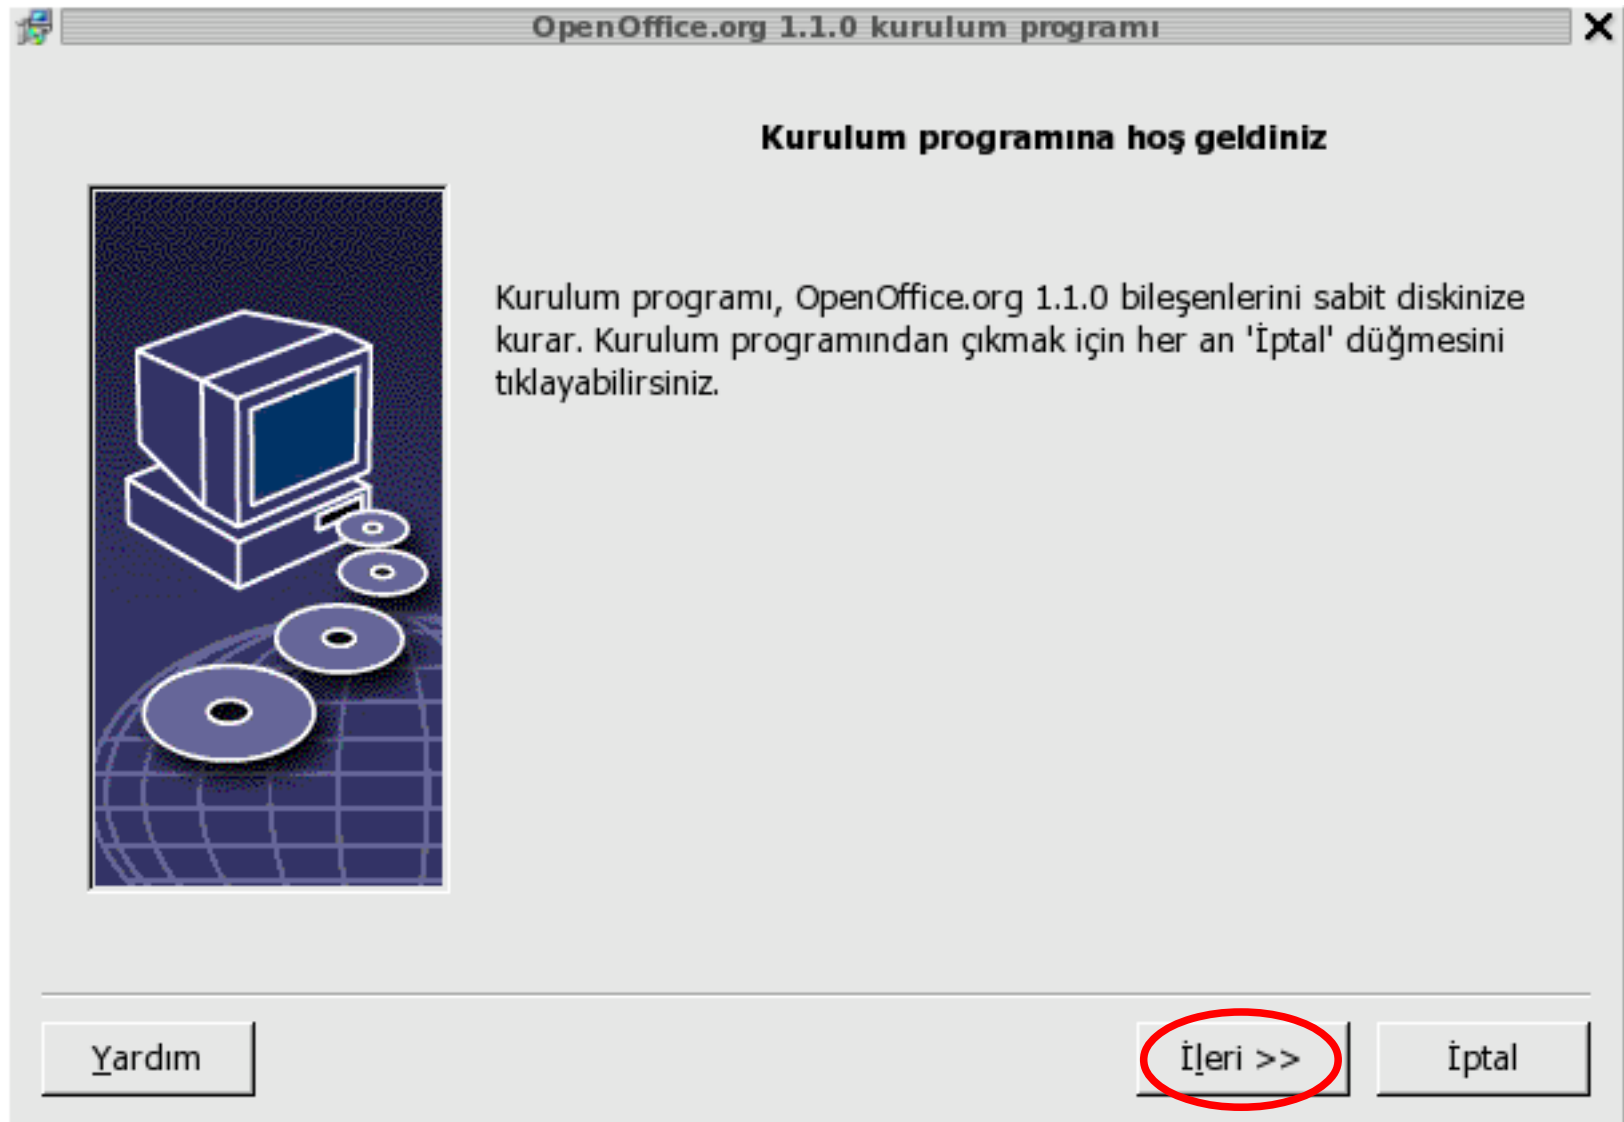 OpenOffice.org 1.1.0 kurulum programı
Kurulum programına hoş geldiniz
Kurulum programı, OpenOffice.org 1.1.0 bileşenlerini sabit diskinize
kurar. Kurulum programından çıkmak için her an 'İptal' düğmesini
tıklayabilirsiniz.
Yardım
İleri >>
İptal